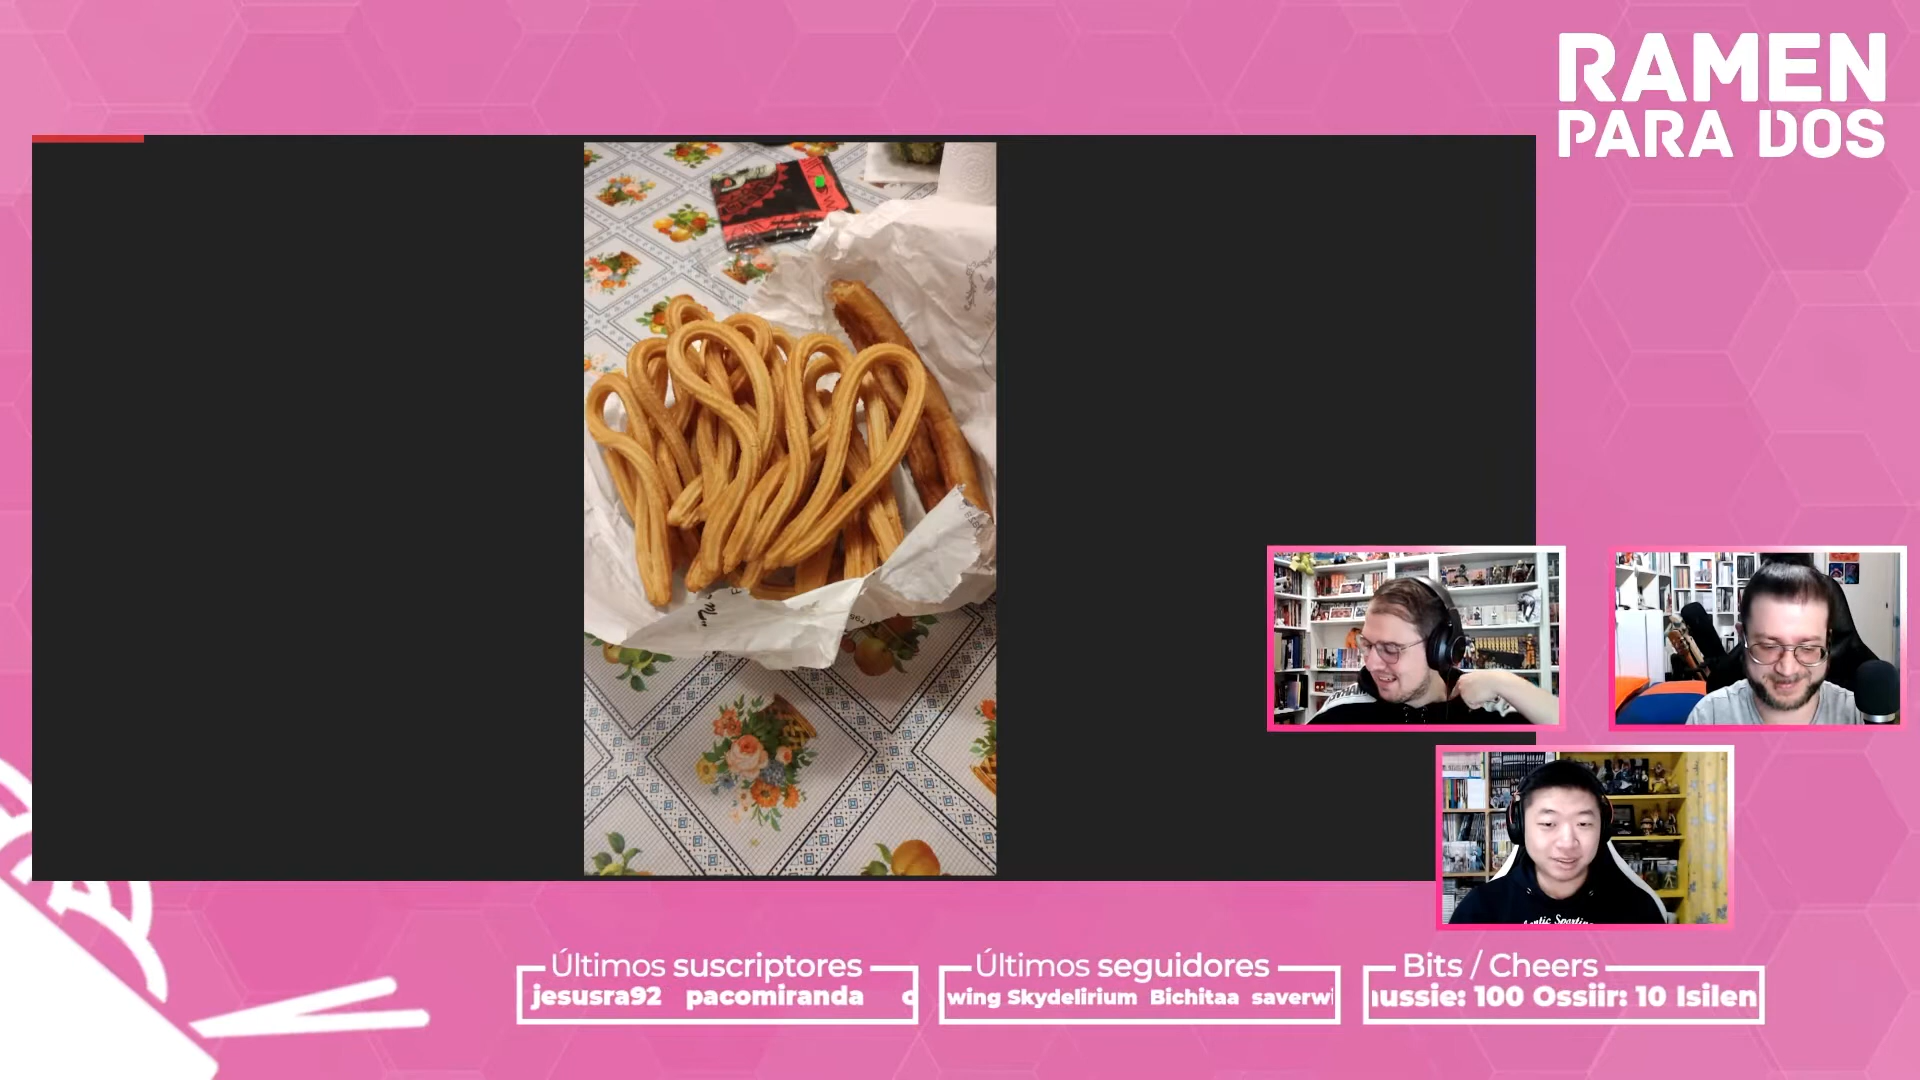 RAMEN
PARA DOS
Últimos suscriptores
jesusra92 pacomiranda
Últimos seguidores
wing Skydelirium Bichitaa saverwi
Bits / Cheers
ussie: 100 Ossiir: 10 Isilen